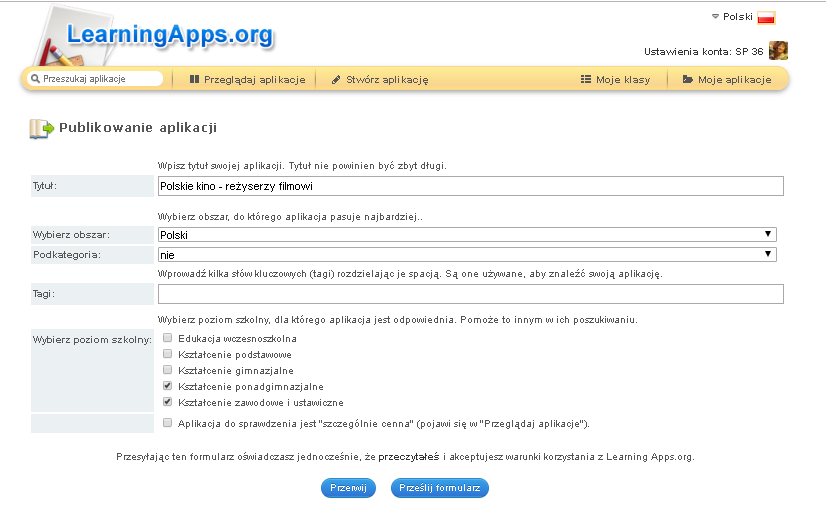 LearningApps.org
Polski
Ustawienia konta: SP 36
Przeszukaj aplikacje
Przeglądaj aplikacje
Stwórz aplikację
Moje klasy
Moje aplikacje
Publikowanie aplikacji
Wpisz tytuł swojej aplikacji. Tytuł nie powinien być zbyt długi.
Tytuł: Polskie kino - reżyserzy filmowi
Wybierz obszar, do którego aplikacja pasuje najbardziej..
Wybierz obszar: Polski
Podkategoria: nie
Wprowadź kilka słów kluczowych (tagi) rozdzielając je spacją. Są one używane, aby znaleźć swoją aplikację.
Tagi:
Wybierz poziom szkolny, dla którego aplikacja jest odpowiednia. Pomoże to innym w ich poszukiwaniu.
Wybierz poziom szkolny: Edukacja wczesnoszkolna
Kształcenie podstawowe
Kształcenie gimnazjalne
Kształcenie ponadgimnazjalne
Kształcenie zawodowe i ustawiczne
Aplikacja do sprawdzenia jest "szczególnie cenna" (pojawi się w "Przeglądaj aplikacje").
Przesyłając ten formularz oświadczasz jednocześnie, że przeczytałeś i akceptujesz warunki korzystania z Learning Apps.org.
Przerwij Prześlij formularz